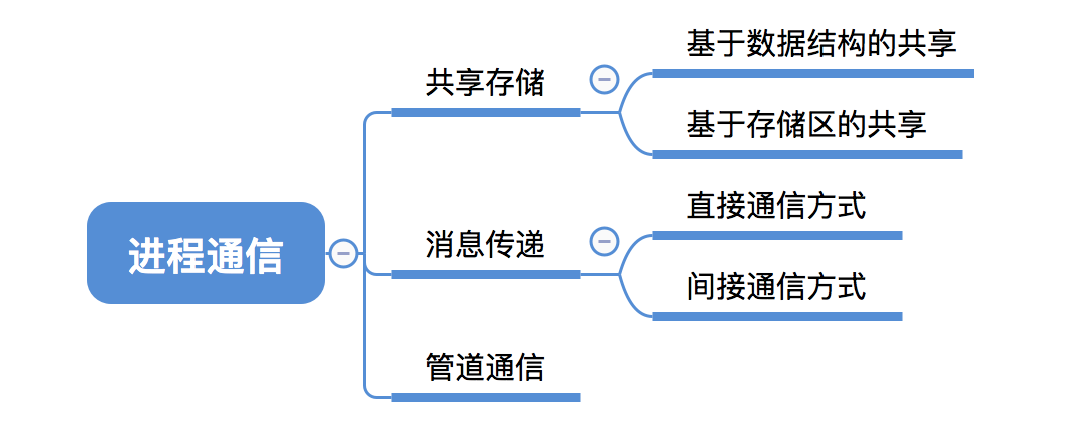 进程通信
共享存储
基于数据结构的共享
基于存储区的共享
消息传递
直接通信方式
间接通信方式
管道通信